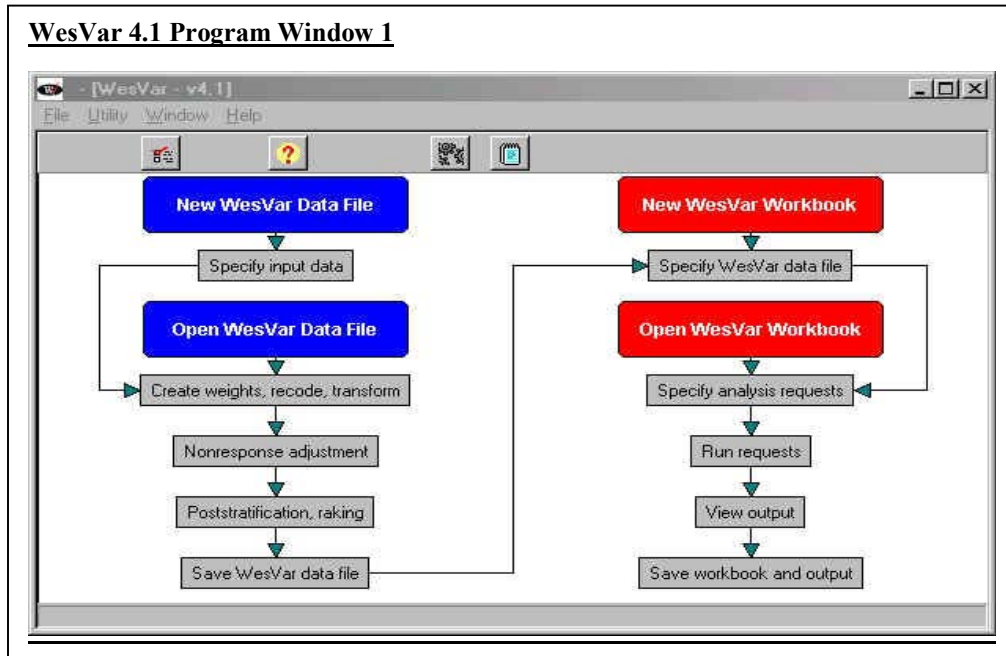 WesVar 4.1 Program Window 1
- [WesVar - v4.1]
File Utility Window Help
New WesVar Data File
Specify input data
Open WesVar Data File
Create weights, recode, transform
Nonresponse adjustment
Poststratification, raking
Save WesVar data file
New WesVar Workbook
Specify WesVar data file
Open WesVar Workbook
Specify analysis requests
Run requests
View output
Save workbook and output